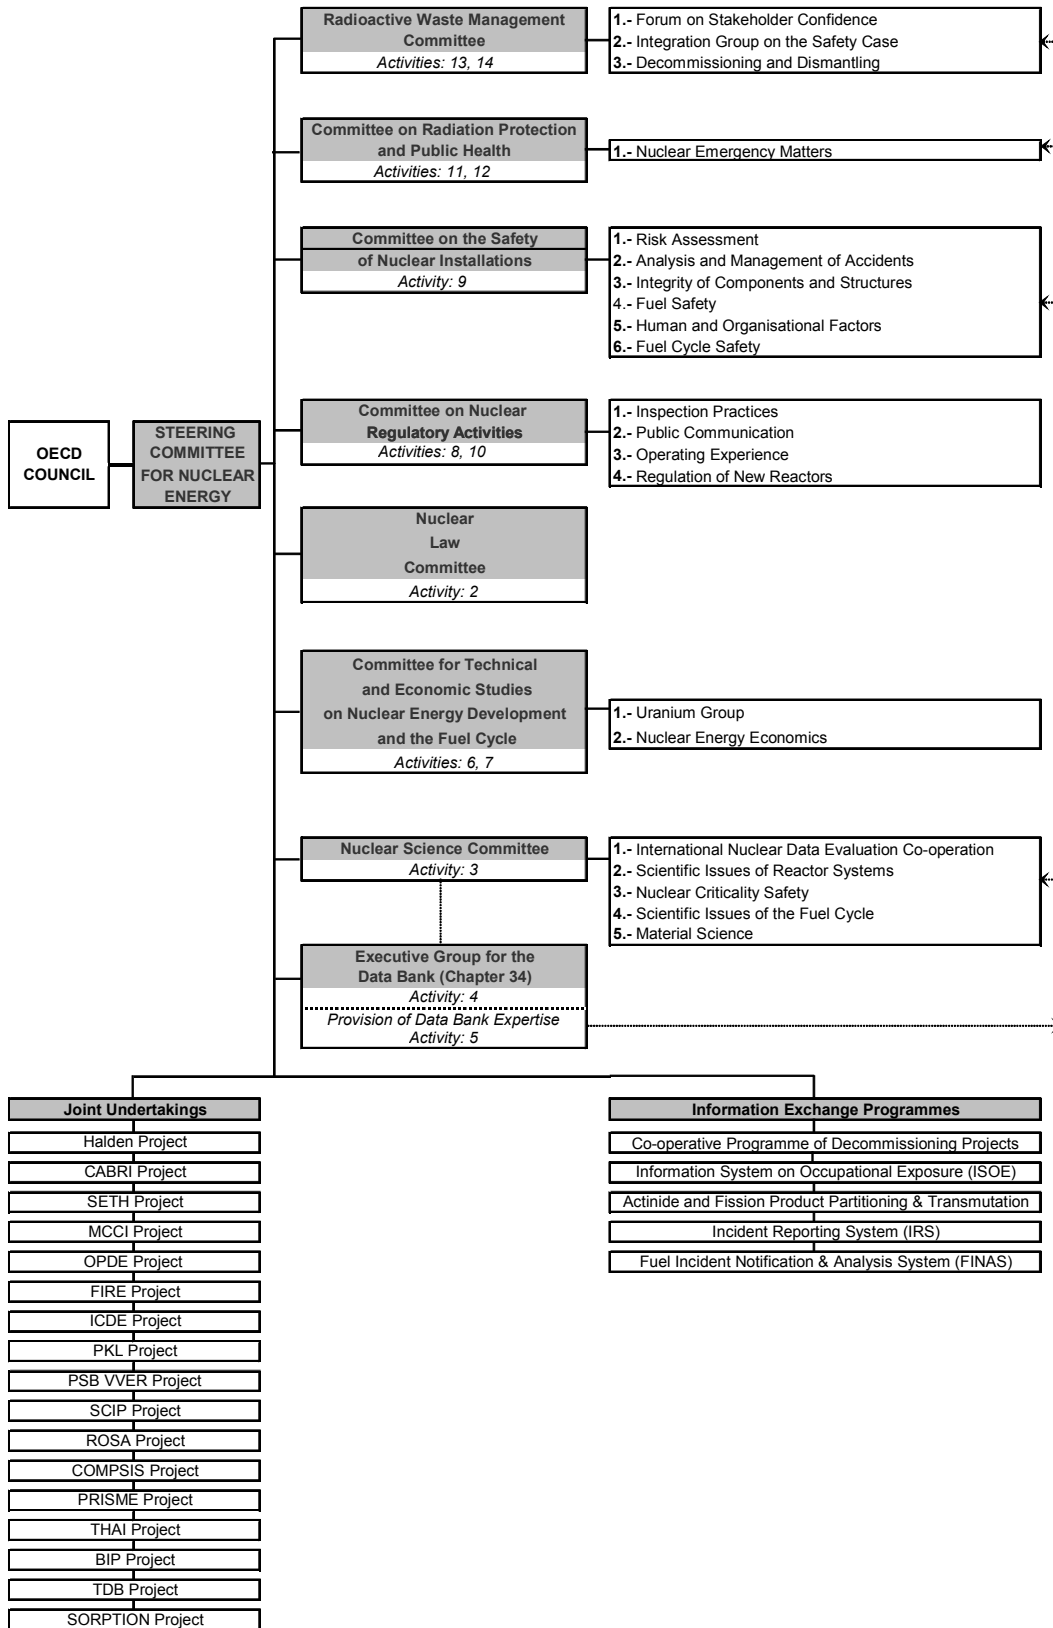 Radioactive Waste Management
Committee
Activities: 13, 14
1.- Forum on Stakeholder Confidence
2.- Integration Group on the Safety Case
3.- Decommissioning and Dismantling
Committee on Radiation Protection
and Public Health
Activities: 11, 12
1.- Nuclear Emergency Matters
Committee on the Safety
of Nuclear Installations
Activity: 9
1.- Risk Assessment
2.- Analysis and Management of Accidents
3.- Integrity of Components and Structures
4.- Fuel Safety
5.- Human and Organisational Factors
6.- Fuel Cycle Safety
OECD
COUNCIL
STEERING
COMMITTEE
FOR NUCLEAR
ENERGY
Committee on Nuclear
Regulatory Activities
Activities: 8, 10
1.- Inspection Practices
2.- Public Communication
3.- Operating Experience
4.- Regulation of New Reactors
Nuclear
Law
Committee
Activity: 2
Committee for Technical
and Economic Studies
on Nuclear Energy Development
and the Fuel Cycle
Activities: 6, 7
1.- Uranium Group
2.- Nuclear Energy Economics
Nuclear Science Committee
Activity: 3
1.- International Nuclear Data Evaluation Co-operation
2.- Scientific Issues of Reactor Systems
3.- Nuclear Criticality Safety
4.- Scientific Issues of the Fuel Cycle
5.- Material Science
Executive Group for the
Data Bank (Chapter 34)
Activity: 4
Provision of Data Bank Expertise
Activity: 5
Joint Undertakings
Halden Project
CABRI Project
SETH Project
MCCI Project
OPDE Project
FIRE Project
ICDE Project
PKL Project
PSB VVER Project
SCIP Project
ROSA Project
COMPSIS Project
PRISME Project
THAI Project
BIP Project
TDB Project
SORPTION Project
Information Exchange Programmes
Co-operative Programme of Decommissioning Projects
Information System on Occupational Exposure (ISOE)
Actinide and Fission Product Partitioning & Transmutation
Incident Reporting System (IRS)
Fuel Incident Notification & Analysis System (FINAS)